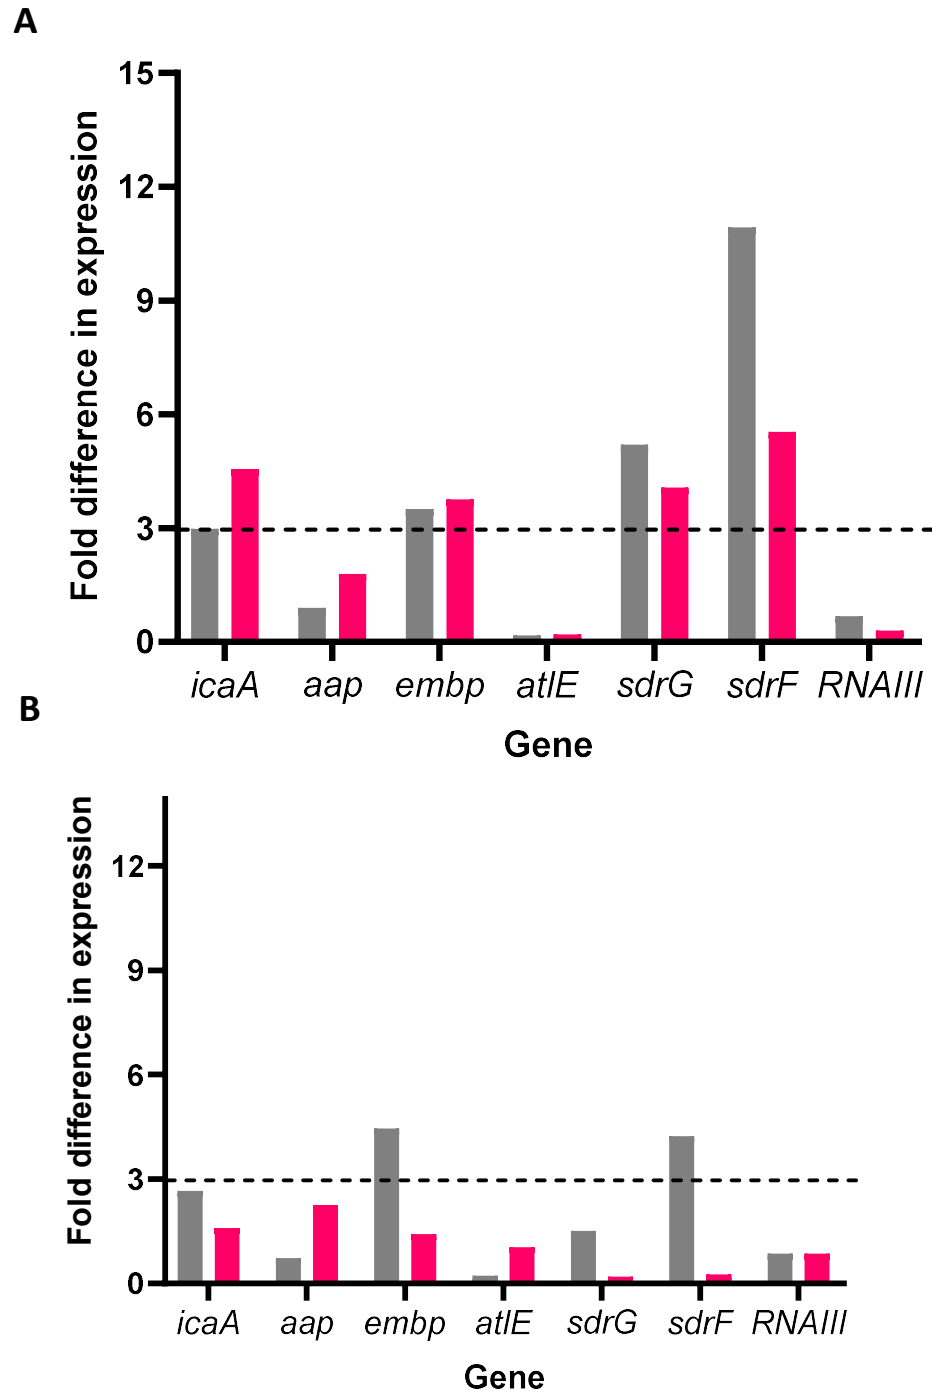 A
Fold difference in expression
15
12
9
6
3
0
icaA aap embp atlE sdrG sdrF RNAIII
Gene
B
Fold difference in expression
12
9
6
3
0
icaA aap embp atlE sdrG sdrF RNAIII
Gene